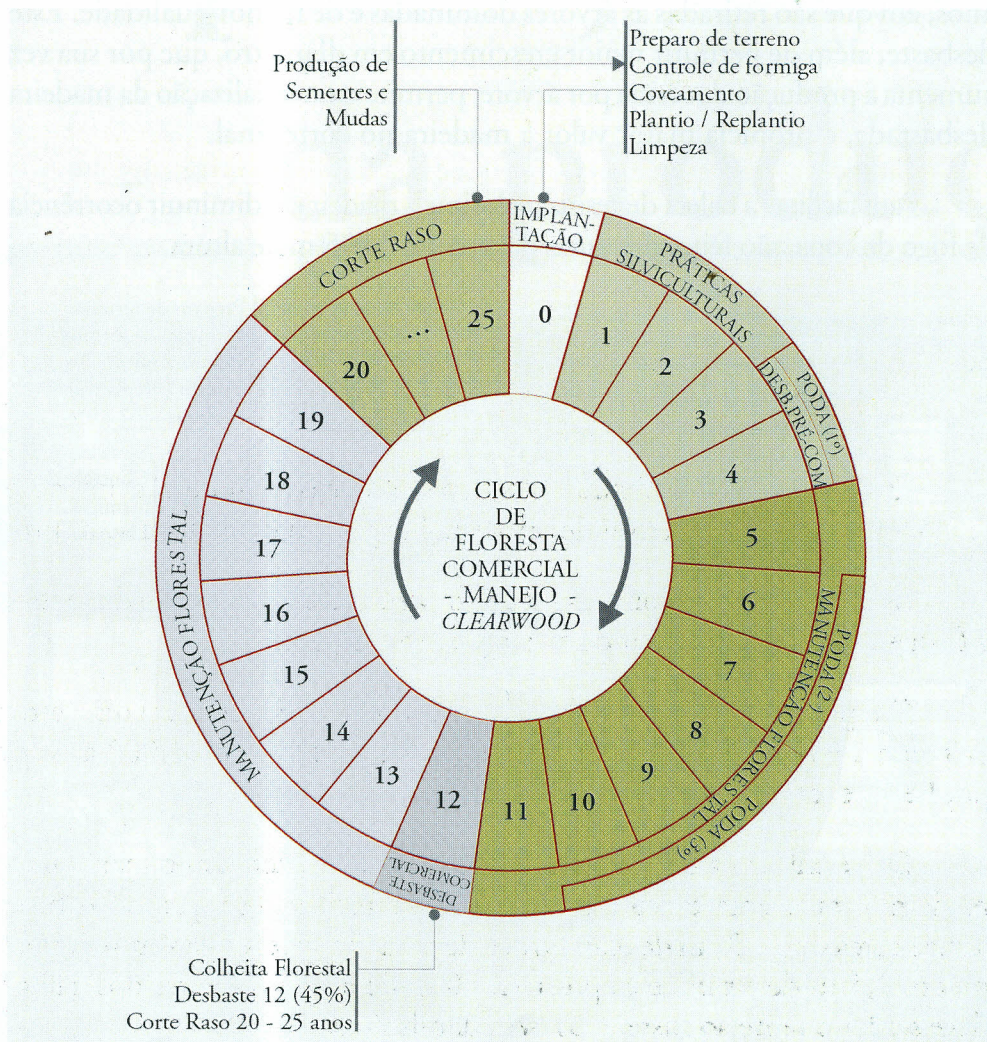 Produção de
Sementes e
Mudas
Preparo de terreno
Controle de formiga
Coveamento
Plantio / Replantio
Limpeza
IMPLAN-
TAÇÃO
PRÁTICAS
SILVICULTURAIS
PODA (1º)
DESB.PRÉ-COM
PODA (2ª)
MANUTENÇÃO FLORESTAL
PODA (3º)
DESBASTE
COMERCIAL
MANUTENÇÃO FLORESTAL
CORTE RASO
0
1
2
3
4
5
6
7
8
9
10
11
12
13
14
15
16
17
18
19
20
...
25
CICLO
DE
FLORESTA
COMERCIAL
- MANEJO -
CLEARWOOD
Colheita Florestal
Desbaste 12 (45%)
Corte Raso 20 - 25 anos